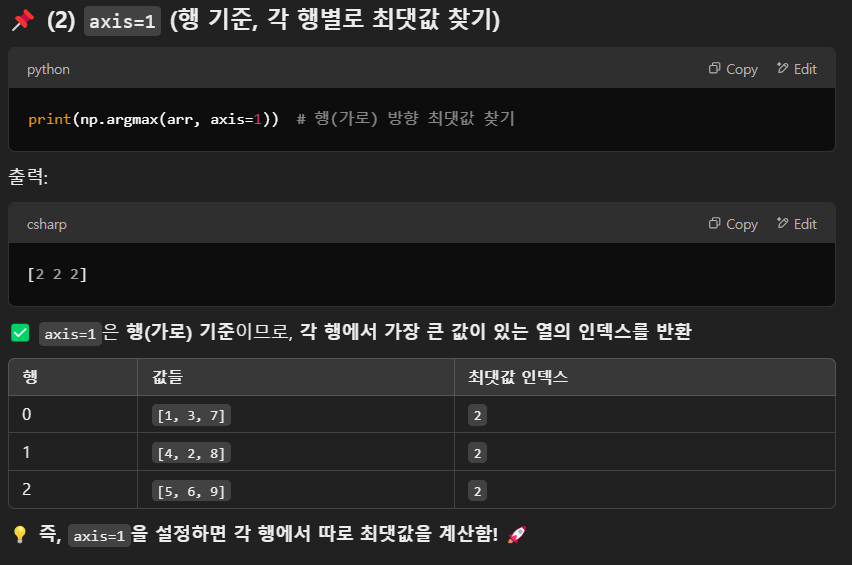 📌 (2) axis=1 (행 기준, 각 행별로 최댓값 찾기)
python Copy Edit
print(np.argmax(arr, axis=1))  # 행(가로) 방향 최댓값 찾기
출력:
csharp Copy Edit
[2 2 2]
✅ axis=1은 행(가로) 기준이므로, 각 행에서 가장 큰 값이 있는 열의 인덱스를 반환
행 값들 최댓값 인덱스
0 [1, 3, 7] 2
1 [4, 2, 8] 2
2 [5, 6, 9] 2
💡 즉, axis=1을 설정하면 각 행에서 따로 최댓값을 계산함! 🚀